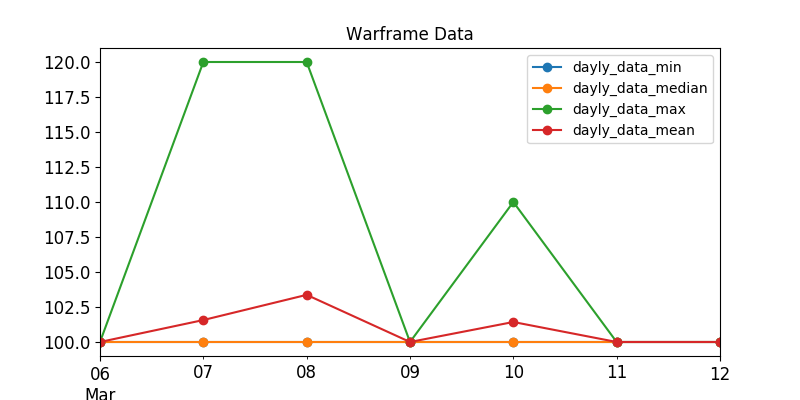 Warframe Data
dayly_data_min
dayly_data_median
dayly_data_max
dayly_data_mean
120.0
117.5
115.0
112.5
110.0
107.5
105.0
102.5
100.0
06 07 08 09 10 11 12
Mar